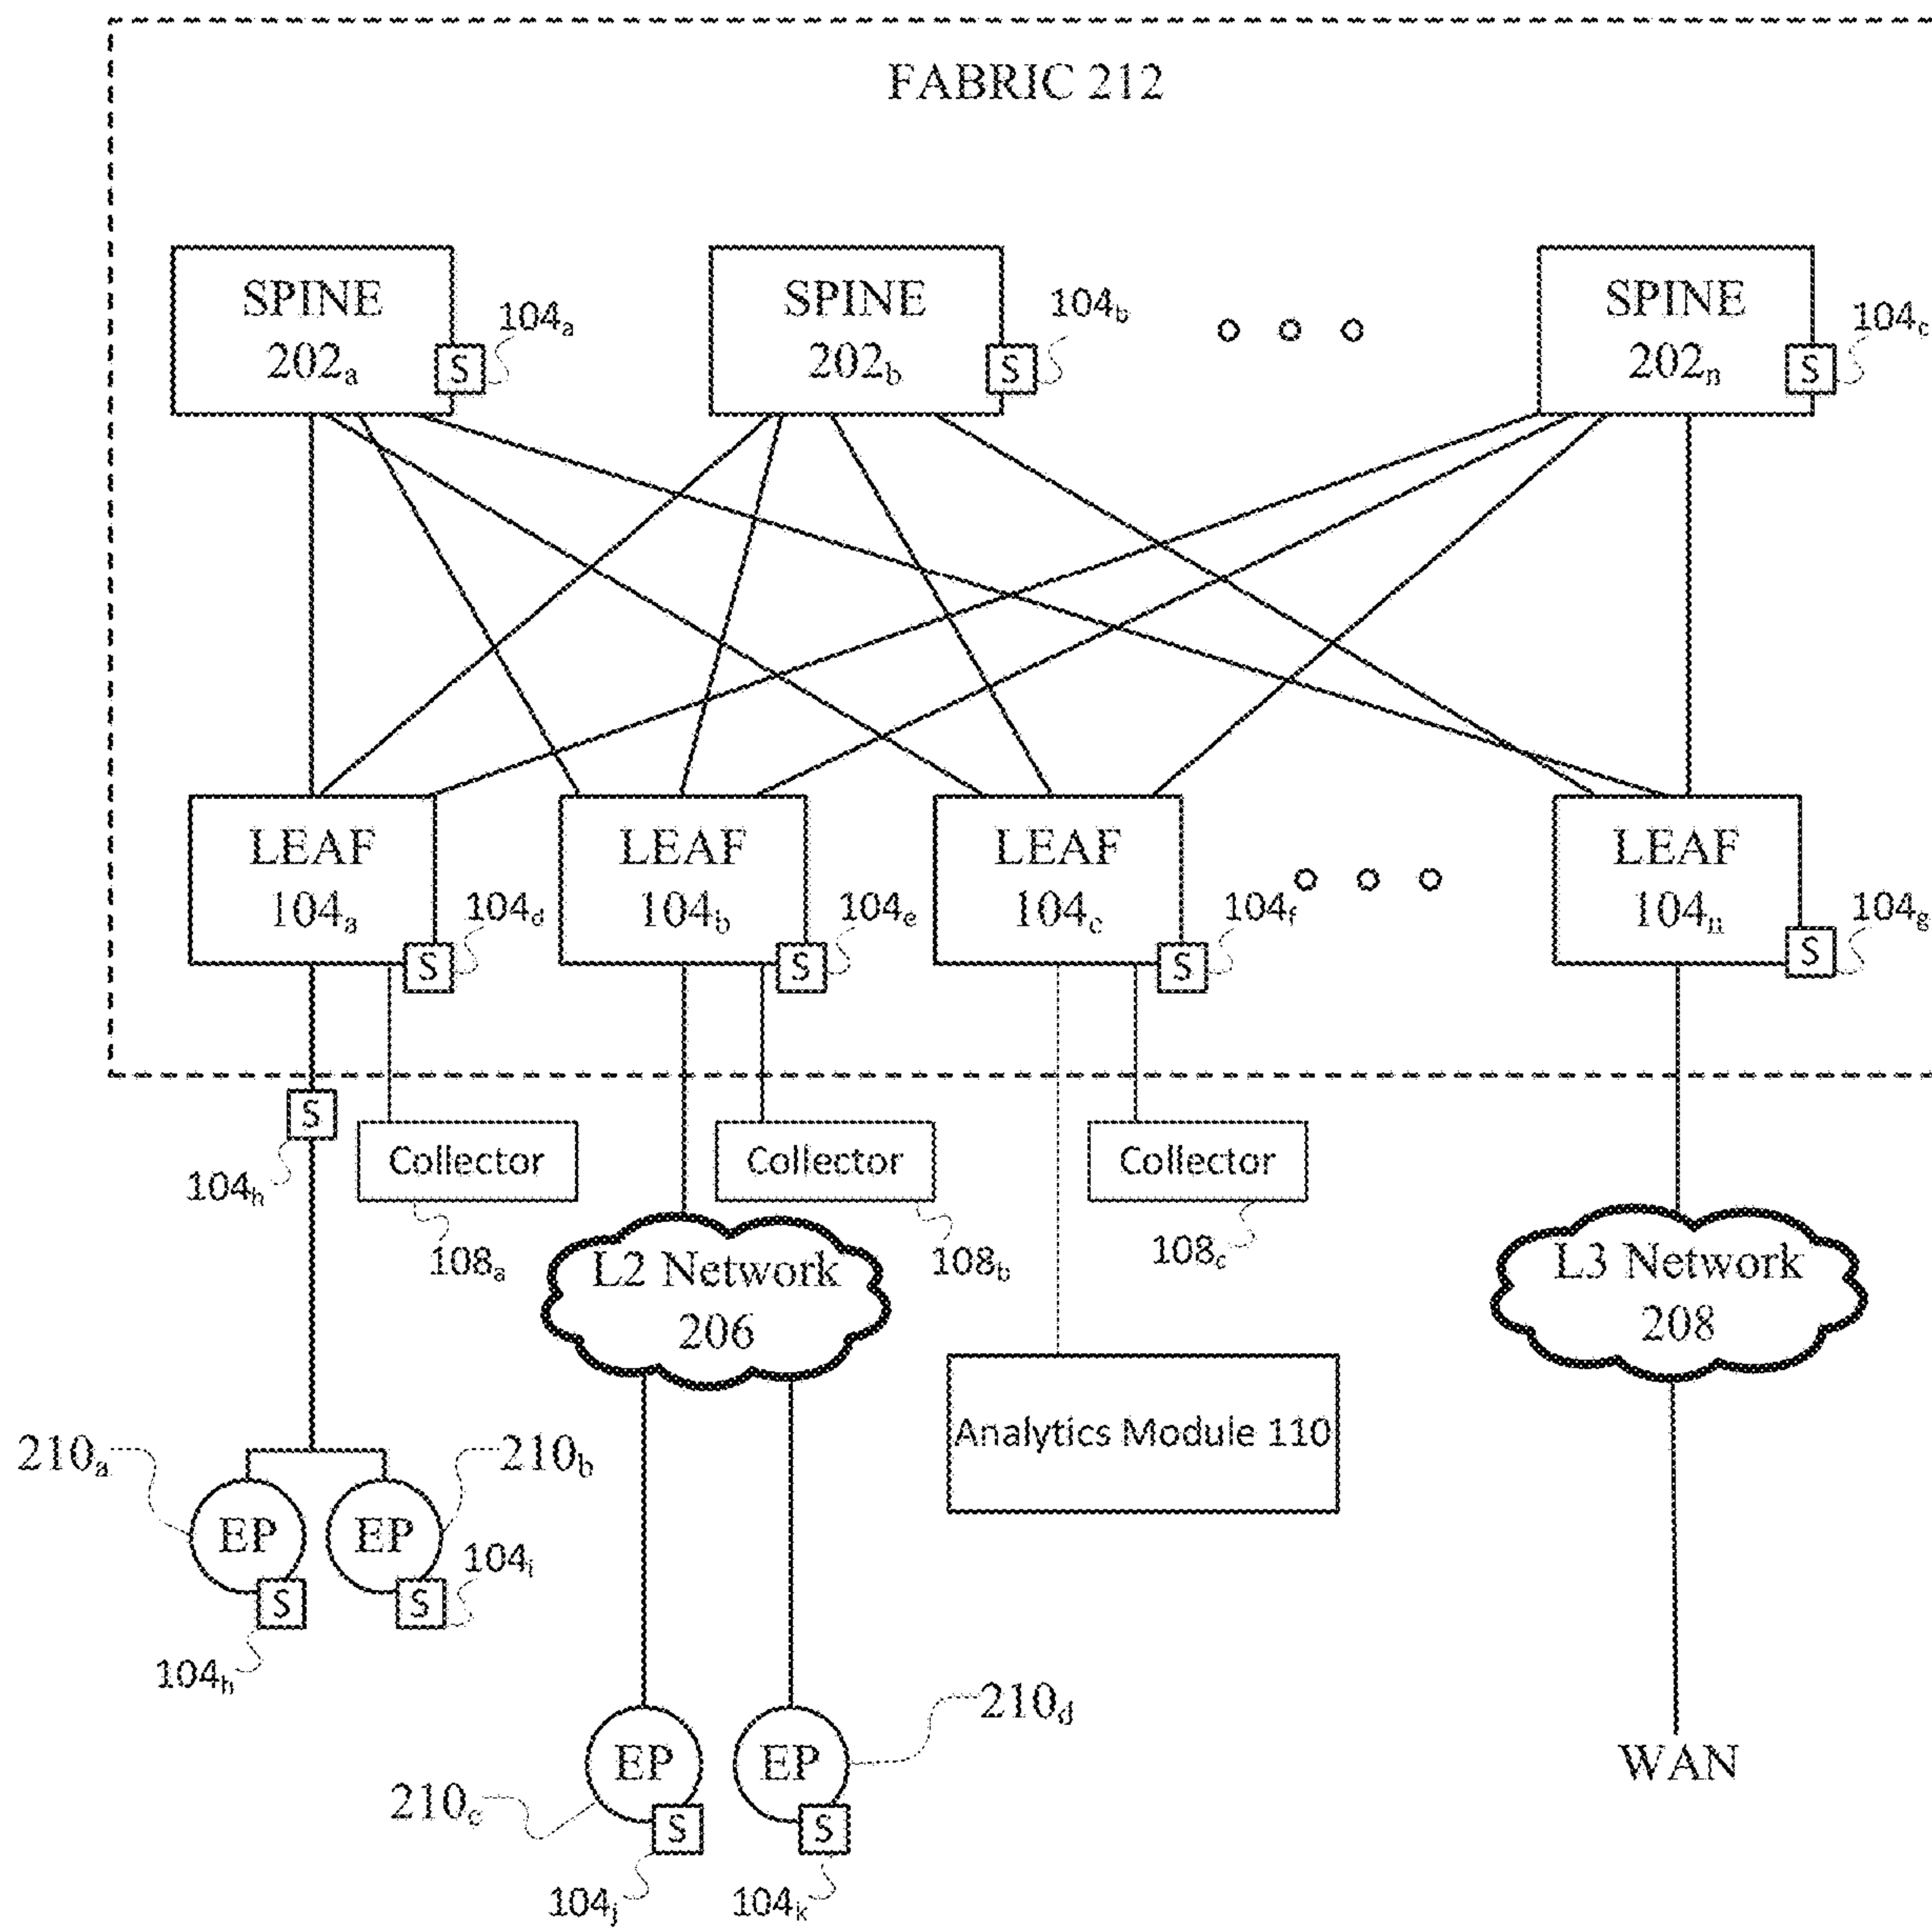 FABRIC 212
SPINE
202a
S
104a
SPINE
202b
S
104b
SPINE
202n
S
104c
LEAF
104a
S
104d
LEAF
104b
S
104e
LEAF
104c
S
104f
LEAF
104n
S
104g
S
104h
Collector
108a
Collector
108b
Collector
108c
L2 Network
206
L3 Network
208
Analytics Module 110
210a
EP
S
104h
210b
EP
S
104i
210c
EP
S
104j
210d
EP
S
104k
WAN